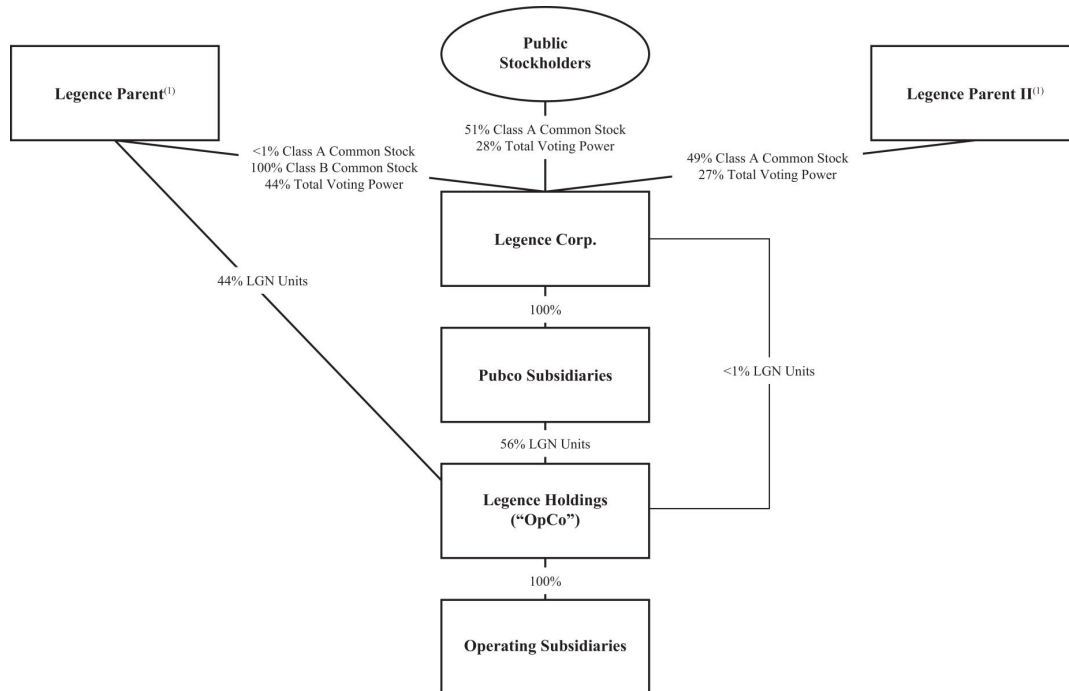 Public
Stockholders
Legence Parent(1)
Legence Parent II(1)
51% Class A Common Stock
28% Total Voting Power
<1% Class A Common Stock
100% Class B Common Stock
44% Total Voting Power
49% Class A Common Stock
27% Total Voting Power
Legence Corp.
44% LGN Units
100%
Pubco Subsidiaries
<1% LGN Units
56% LGN Units
Legence Holdings
(“OpCo”)
100%
Operating Subsidiaries